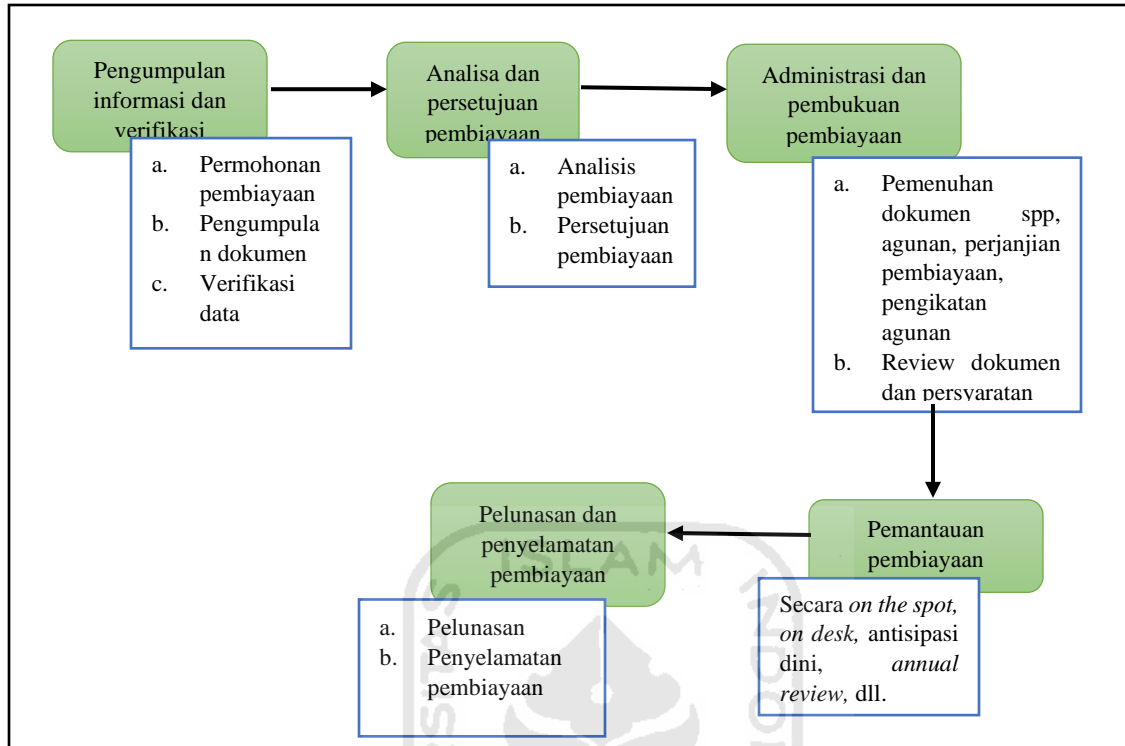 Pengumpulan
informasi dan
verifikasi
a. Permohonan
pembiayaan
b. Pengumpula
n dokumen
c. Verifikasi
data
Analisa dan
persetujuan
pembiayaan
a. Analisis
pembiayaan
b. Persetujuan
pembiayaan
Administrasi dan
pembukuan
pembiayaan
a. Pemenuhan
dokumen spp,
agunan, perjanjian
pembiayaan,
pengikatan
agunan
b. Review dokumen
dan persyaratan
Pemantauan
pembiayaan
Secara on the spot,
on desk, antisipasi
dini, annual
review, dll.
Pelunasan dan
penyelamatan
pembiayaan
a. Pelunasan
b. Penyelamatan
pembiayaan
ISLAM